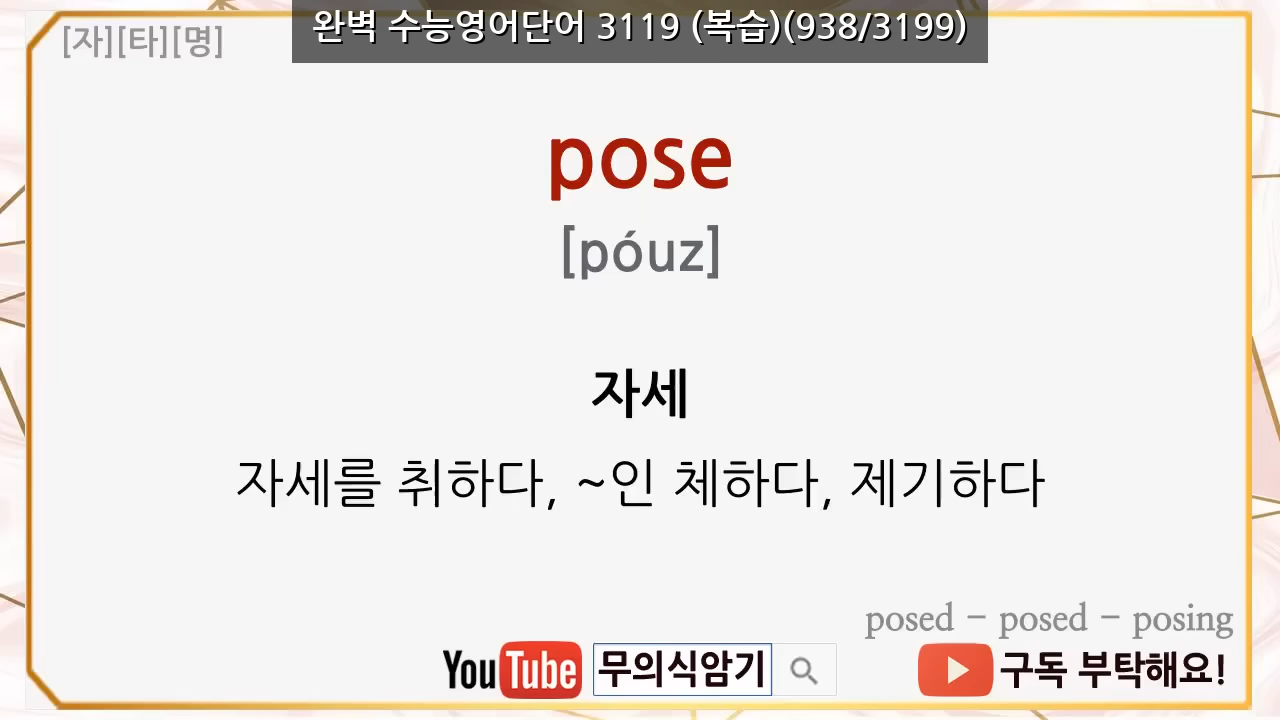 완벽 수능영어단어 3119 (복습)(938/3199)
[자][타][명]
pose
[póuz]
자세
자세를 취하다, ~인 체하다, 제기하다
posed - posed - posing
YouTube 무의식암기 구독 부탁해요!